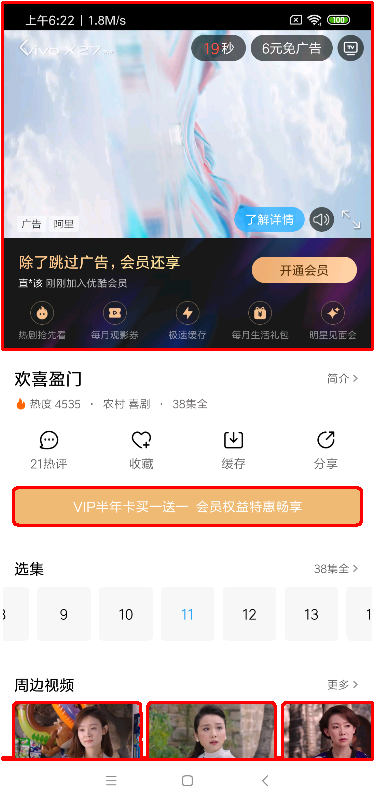 上午6:22 | 1.8M/s
100
vivo X27
19秒
6元免广告
TV
广告
阿里
了解详情
除了跳过广告，会员还享
直*该 刚刚加入优酷会员
开通会员
热剧抢先看
每月观影券
极速缓存
每月生活礼包
明星见面会
欢喜盈门
简介 >
热度 4535 · 农村 喜剧 · 38集全
21热评
收藏
缓存
分享
VIP半年卡买一送一 会员权益特惠畅享
选集
38集全 >
9
10
11
12
13
周边视频
更多 >